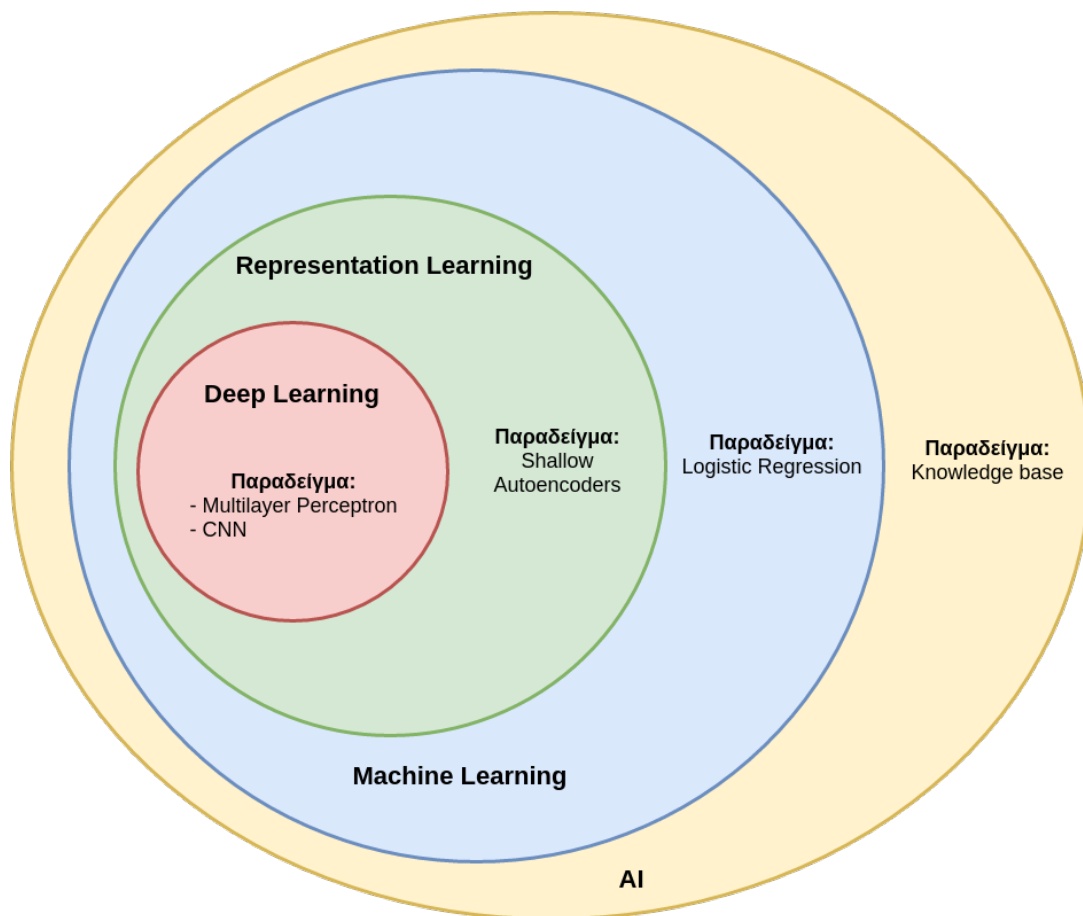 Representation Learning
Deep Learning
Παραδείγμα:
- Multilayer Perceptron
- CNN
Παραδείγμα:
Shallow
Autoencoders
Παραδείγμα:
Logistic Regression
Παραδείγμα:
Knowledge base
Machine Learning
AI